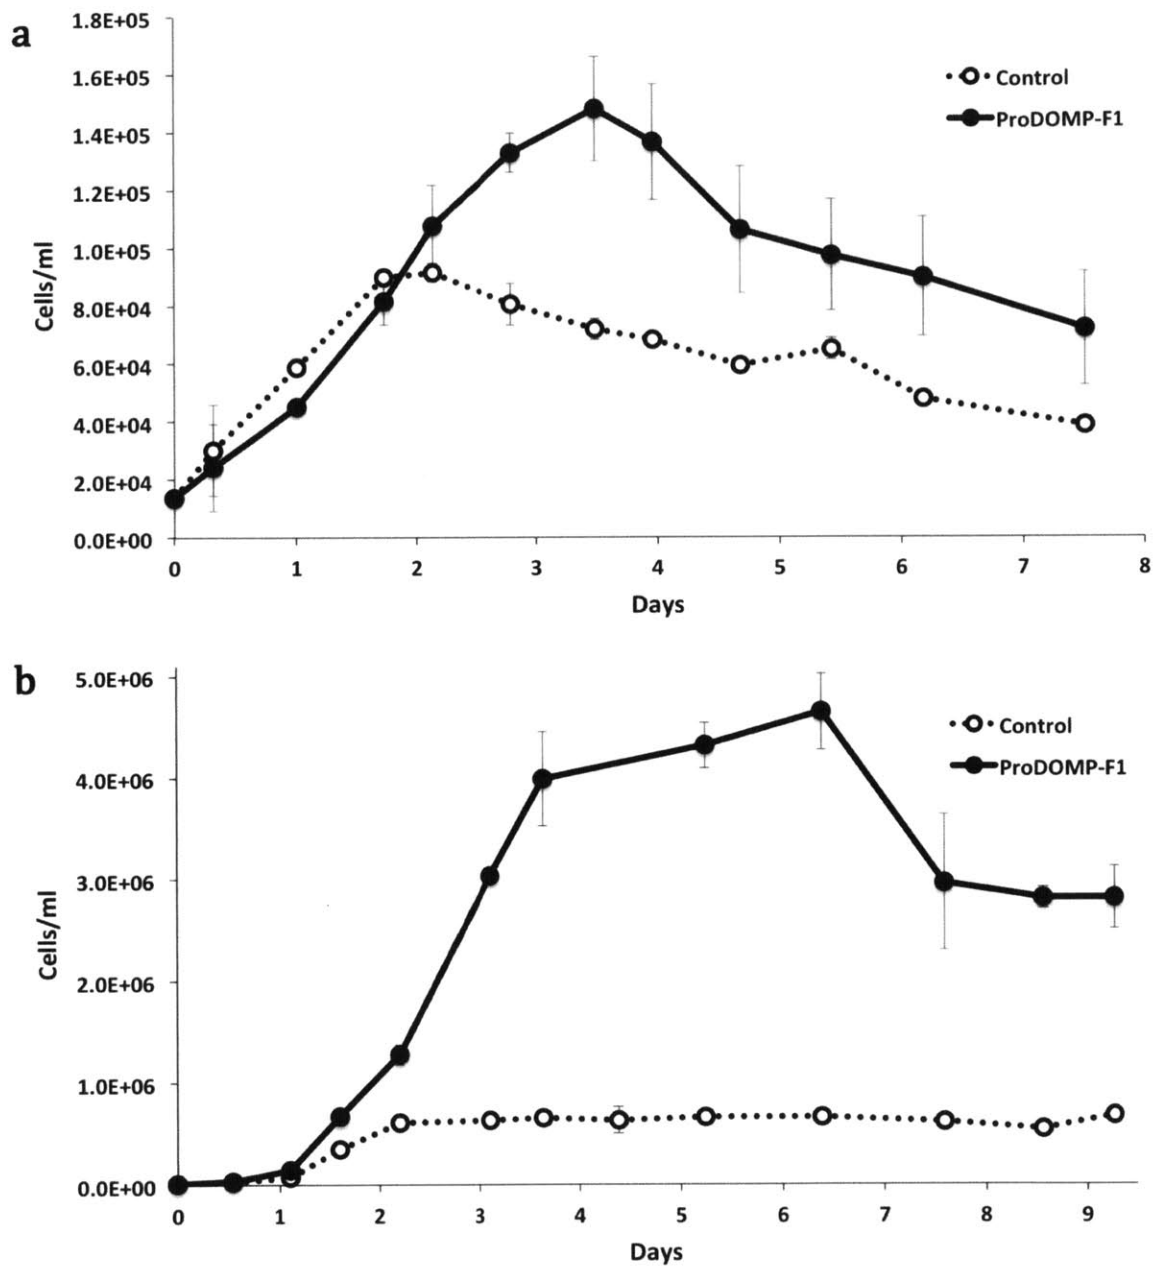 a
1.8E+05
1.6E+05
1.4E+05
1.2E+05
1.0E+05
8.0E+04
6.0E+04
4.0E+04
2.0E+04
0.0E+00
Cells/ml
0 1 2 3 4 5 6 7 8
Days
Control
ProDOMP-F1
b
5.0E+06
4.0E+06
3.0E+06
2.0E+06
1.0E+06
0.0E+00
Cells/ml
0 1 2 3 4 5 6 7 8 9
Days
Control
ProDOMP-F1